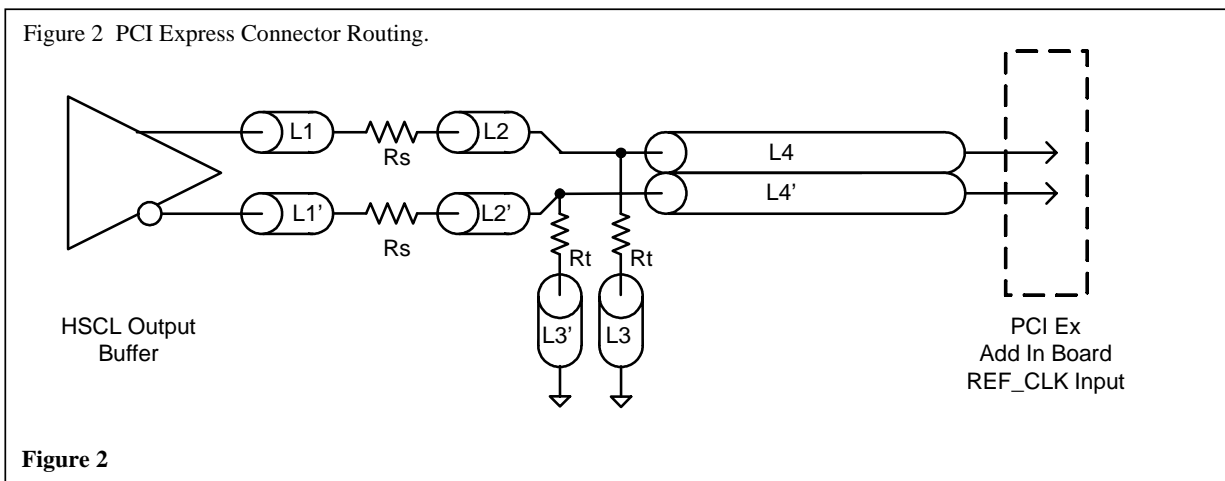 Figure 2 PCI Express Connector Routing.
L1
Rs
L2
L4
L1'
Rs
L2'
L4'
Rt
Rt
L3'
L3
HSCL Output
Buffer
PCI Ex
Add In Board
REF_CLK Input
Figure 2